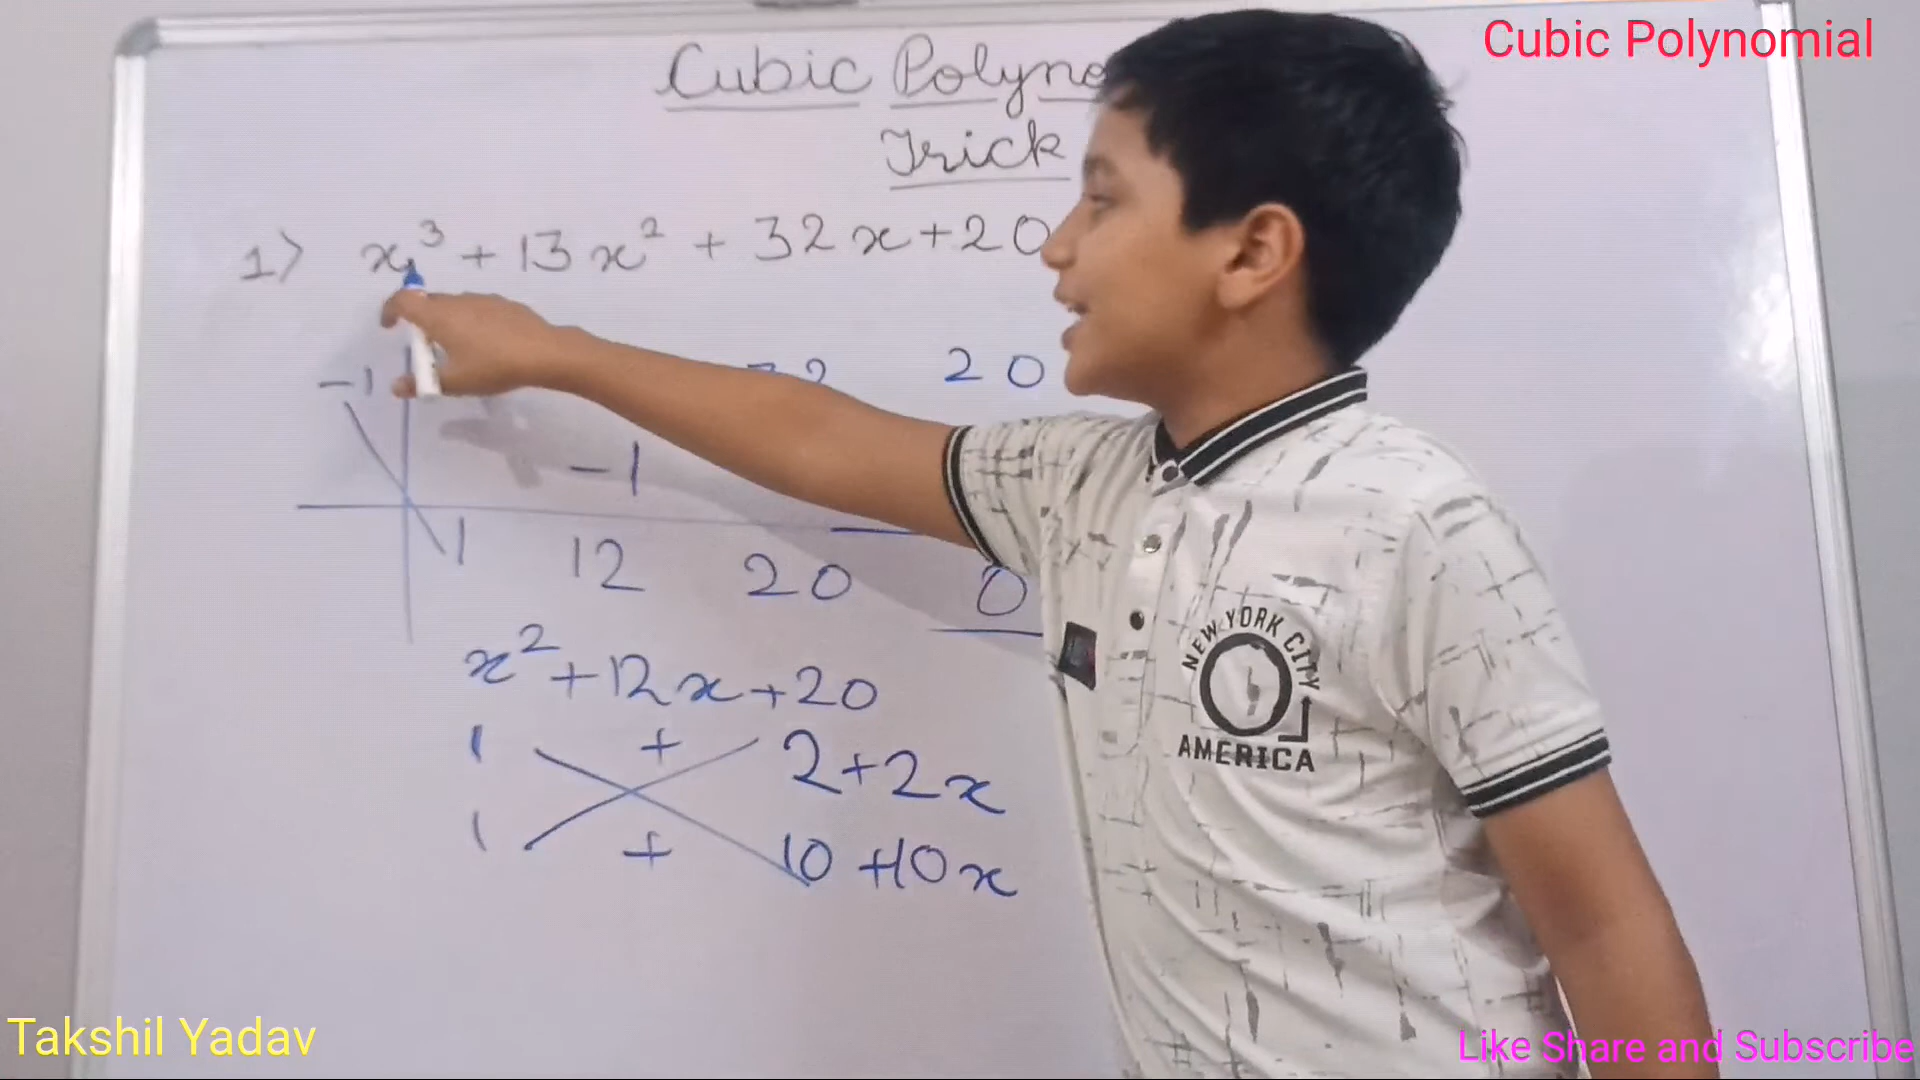 Cubic Polynomial
Cubic Polyno
Trick
1) x³ + 13x² + 32x + 20
-1 32 20
-1
1 12 20 0
x² + 12x + 20
1 + 2 + 2x
1 + 10 + 10x
NEW YORK CITY
AMERICA
Takshil Yadav
Like Share and Subscribe